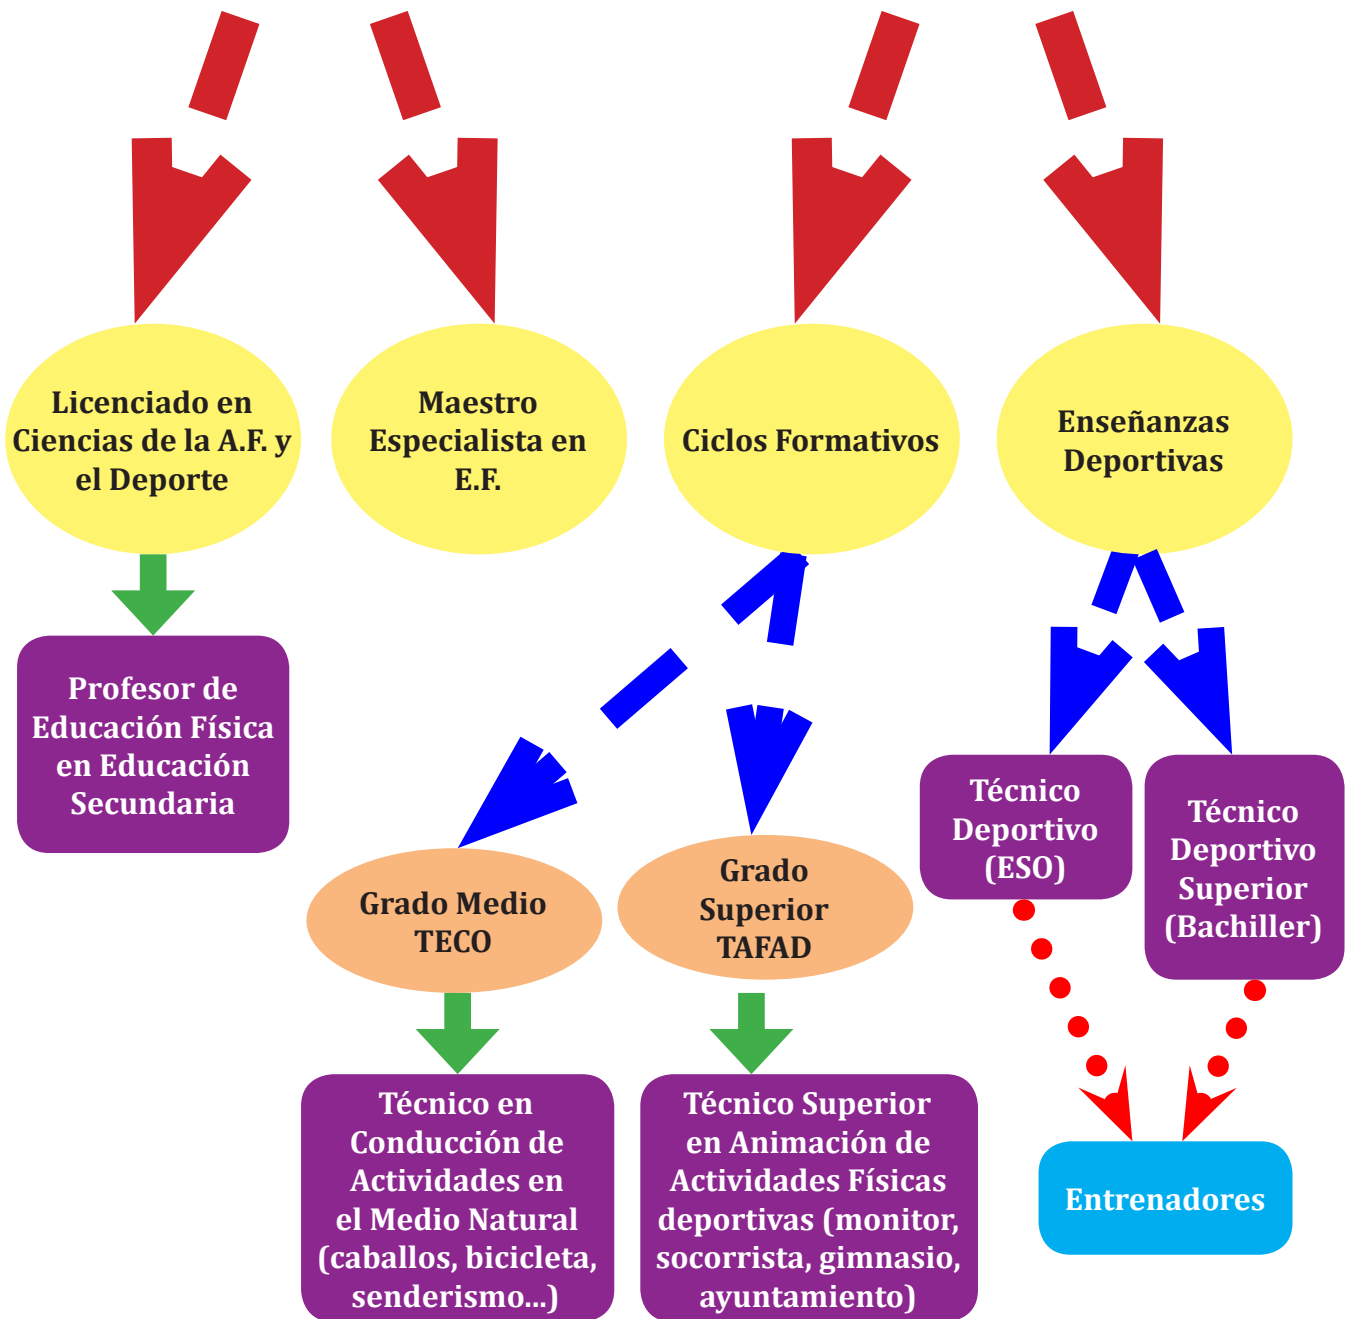 Licenciado en
Ciencias de la A.F. y
el Deporte
Maestro
Especialista en
E.F.
Ciclos Formativos
Enseñanzas
Deportivas
Profesor de
Educación Física
en Educación
Secundaria
Técnico
Deportivo
(ESO)
Técnico
Deportivo
Superior
(Bachiller)
Grado Medio
TECO
Grado
Superior
TAFAD
Técnico en
Conducción de
Actividades en
el Medio Natural
(caballos, bicicleta,
senderismo...)
Técnico Superior
en Animación de
Actividades Físicas
deportivas (monitor,
socorrista, gimnasio,
ayuntamiento)
Entrenadores